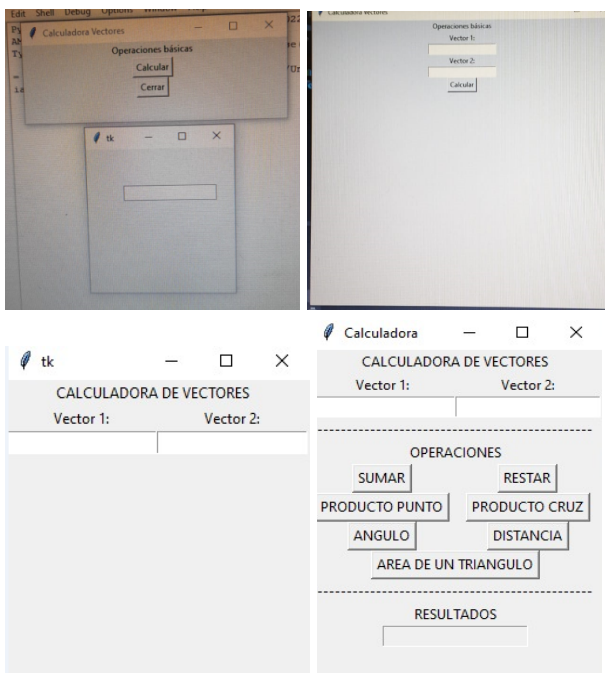 Edit Shell Debug Options Window
Calculadora Vectores
Operaciones básicas
Calcular
Cerrar
tk
Calculadora Vectores
Operaciones básicas
Vector 1:
Vector 2:
Calcular
tk
CALCULADORA DE VECTORES
Vector 1: Vector 2:
Calculadora
CALCULADORA DE VECTORES
Vector 1: Vector 2:
OPERACIONES
SUMAR RESTAR
PRODUCTO PUNTO PRODUCTO CRUZ
ANGULO DISTANCIA
AREA DE UN TRIANGULO
RESULTADOS